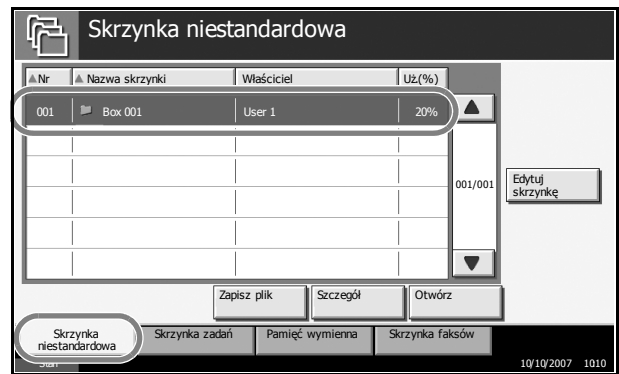 Skrzynka niestandardowa
Nr Nazwa skrzynki Właściciel Uż.(%)
001 Box 001 User 1 20%
001/001
Edytuj
skrzynkę
Zapisz plik Szczegół Otwórz
Skrzynka
niestandardowa
Skrzynka zadań Pamięć wymienna Skrzynka faksów
Stan 10/10/2007 1010